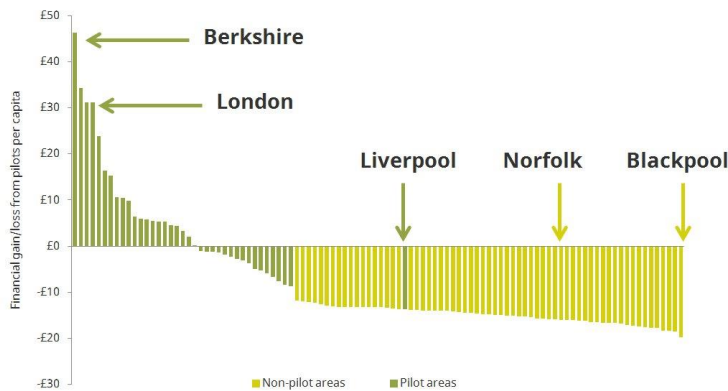 £50
£40
£30
£20
£10
£0
-£10
-£20
-£30
Financial gain/loss from pilots per capita
Berkshire
London
Liverpool Norfolk Blackpool
Non-pilot areas Pilot areas